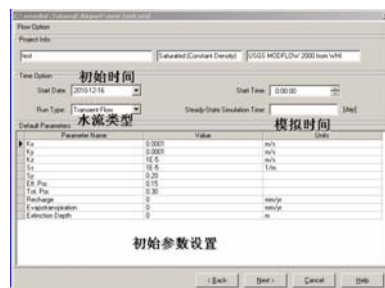 Flow Option
Project Info
test
Saturated (Constant Density)
USGS MODFLOW 2000 from WHI
Time Option
初始时间
Start Date: 2010-12-16
Start Time: 0:00:00
Run Type: Transient Flow
Steady-State Simulation Time: [day]
水流类型
模拟时间
Default Parameters
Parameter Name Value Units
Kx 0.0001 m/s
Ky 0.0001 m/s
Kz 1E-5 m/s
Ss 1E-5 1/m
Sy 0.20
Eff. Por. 0.15
Tot. Por. 0.30
Recharge 0 mm/yr
Evapotranspiration 0 mm/yr
Extinction Depth 0 m
初始参数设置
< Back Next > Cancel Help